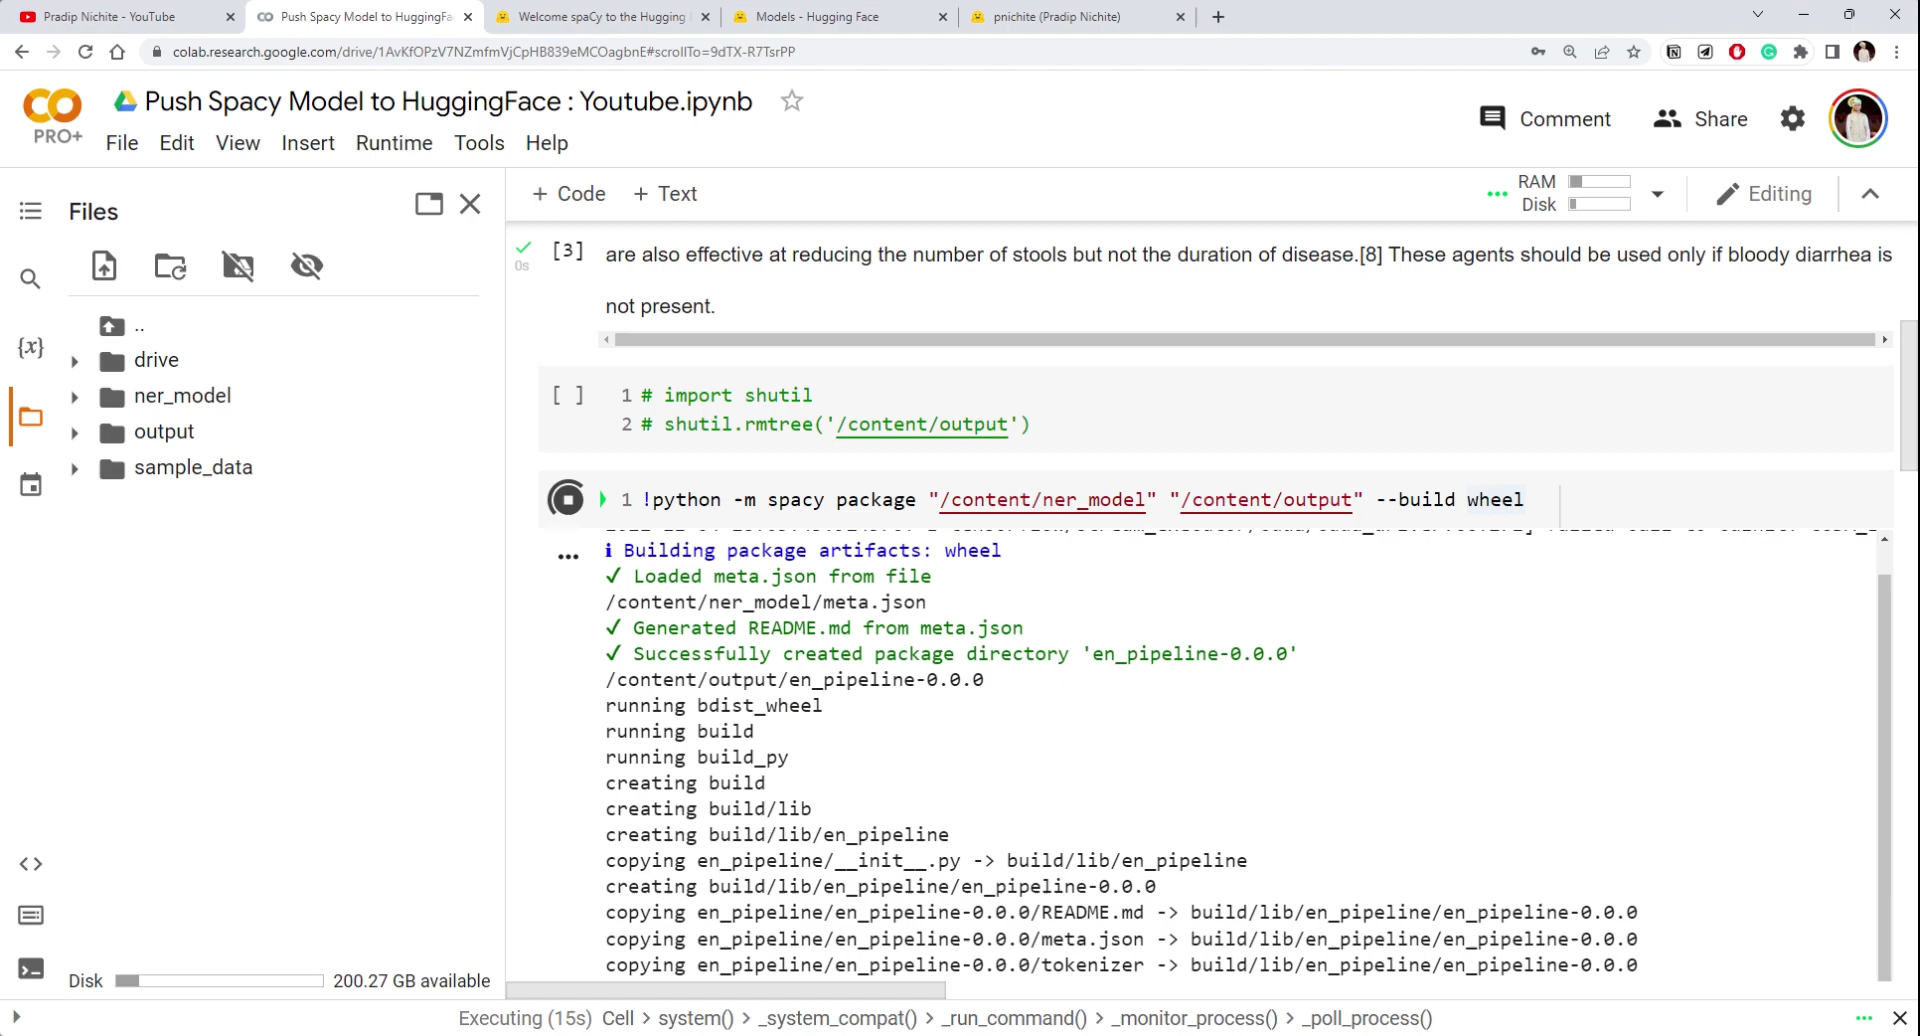 Pradip Nichite - YouTube
Push Spacy Model to HuggingFa
Welcome spaCy to the Hugging
Models - Hugging Face
pnichite (Pradip Nichite)
colab.research.google.com/drive/1AvKfOPzV7NZmfmVjCpHB839eMCOagbnE#scrollTo=9dTX-R7TsrPP
PRO+
Push Spacy Model to HuggingFace : Youtube.ipynb
File Edit View Insert Runtime Tools Help
Comment
Share
Files
+ Code + Text
RAM
Disk
Editing
..
drive
ner_model
output
sample_data
Disk 200.27 GB available
0s
[3] are also effective at reducing the number of stools but not the duration of disease.[8] These agents should be used only if bloody diarrhea is
not present.
[ ] 1 # import shutil
2 # shutil.rmtree('/content/output')
1 !python -m spacy package "/content/ner_model" "/content/output" --build wheel
ℹ Building package artifacts: wheel
✓ Loaded meta.json from file
/content/ner_model/meta.json
✓ Generated README.md from meta.json
✓ Successfully created package directory 'en_pipeline-0.0.0'
/content/output/en_pipeline-0.0.0
running bdist_wheel
running build
running build_py
creating build
creating build/lib
creating build/lib/en_pipeline
copying en_pipeline/__init__.py -> build/lib/en_pipeline
creating build/lib/en_pipeline/en_pipeline-0.0.0
copying en_pipeline/en_pipeline-0.0.0/README.md -> build/lib/en_pipeline/en_pipeline-0.0.0
copying en_pipeline/en_pipeline-0.0.0/meta.json -> build/lib/en_pipeline/en_pipeline-0.0.0
copying en_pipeline/en_pipeline-0.0.0/tokenizer -> build/lib/en_pipeline/en_pipeline-0.0.0
Executing (15s) Cell > system() > _system_compat() > _run_command() > _monitor_process() > _poll_process()